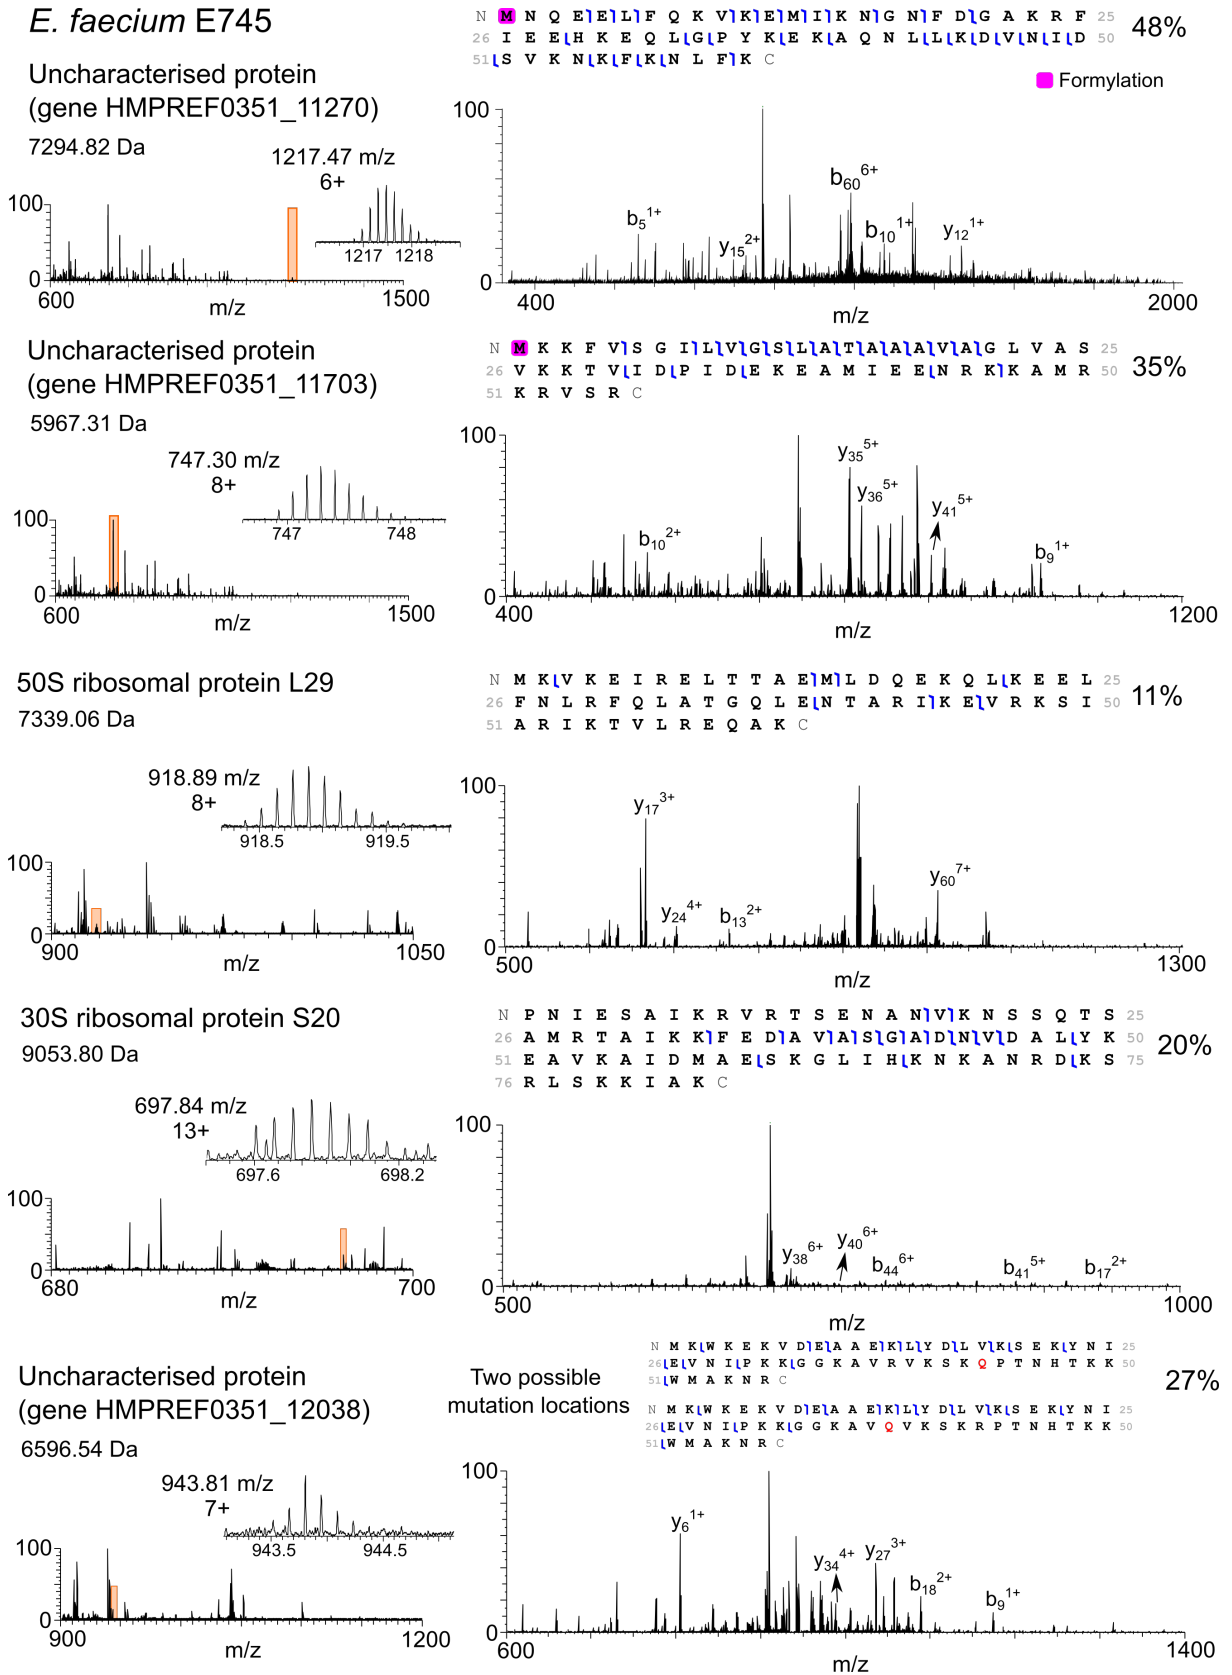 E. faecium E745
N M N Q E E L F Q K V K E M I K N G N F D G A K R F 25
26 I E E H K E Q L G P Y K E K A Q N L L K D V N I D 50
51 S V K N K F K N L F K C
48%
Formylation
Uncharacterised protein
(gene HMPREF0351_11270)
7294.82 Da
1217.47 m/z
6+
1217 1218
100
0
600 1500
m/z
100
0
b5 1+
y15 2+
b60 6+
b10 1+
y12 1+
400 2000
m/z
Uncharacterised protein
(gene HMPREF0351_11703)
5967.31 Da
N M K K F V S G I L V G S L A T A A A V A G L V A S 25
26 V K K T V I D P I D E K E A M I E E N R K K A M R 50
51 K R V S R C
35%
747.30 m/z
8+
747 748
100
0
600 1500
m/z
100
0
b10 2+
y35 5+
y36 5+
y41 5+
b9 1+
400 1200
m/z
50S ribosomal protein L29
7339.06 Da
N M K V K E I R E L T T A E M L D Q E K Q L K E E L 25
26 F N L R F Q L A T G Q L E N T A R I K E V R K S I 50
51 A R I K T V L R E Q A K C
11%
918.89 m/z
8+
918.5 919.5
100
0
900 1050
m/z
100
0
y17 3+
y24 4+
b13 2+
y60 7+
500 1300
m/z
30S ribosomal protein S20
9053.80 Da
N P N I E S A I K R V R T S E N A N V K N S S Q T S 25
26 A M R T A I K K F E D A V A S G A D N V D A L Y K 50
51 E A V K A I D M A E S K G L I H K N K A N R D K S 75
76 R L S K K I A K C
20%
697.84 m/z
13+
697.6 698.2
100
0
680 700
m/z
100
0
y38 6+
y40 6+
b44 6+
b41 5+
b17 2+
500 1000
m/z
Uncharacterised protein
(gene HMPREF0351_12038)
6596.54 Da
Two possible
mutation locations
N M K W K E K V D E A A E K L Y D L V K S E K Y N I 25
26 E V N I P K K G G K A V R V K S K Q P T N H T K K 50
51 W M A K N R C
N M K W K E K V D E A A E K L Y D L V K S E K Y N I 25
26 E V N I P K K G G K A V Q V K S K R P T N H T K K 50
51 W M A K N R C
27%
943.81 m/z
7+
943.5 944.5
100
0
900 1200
m/z
100
0
y6 1+
y34 4+
y27 3+
b18 2+
b9 1+
600 1400
m/z